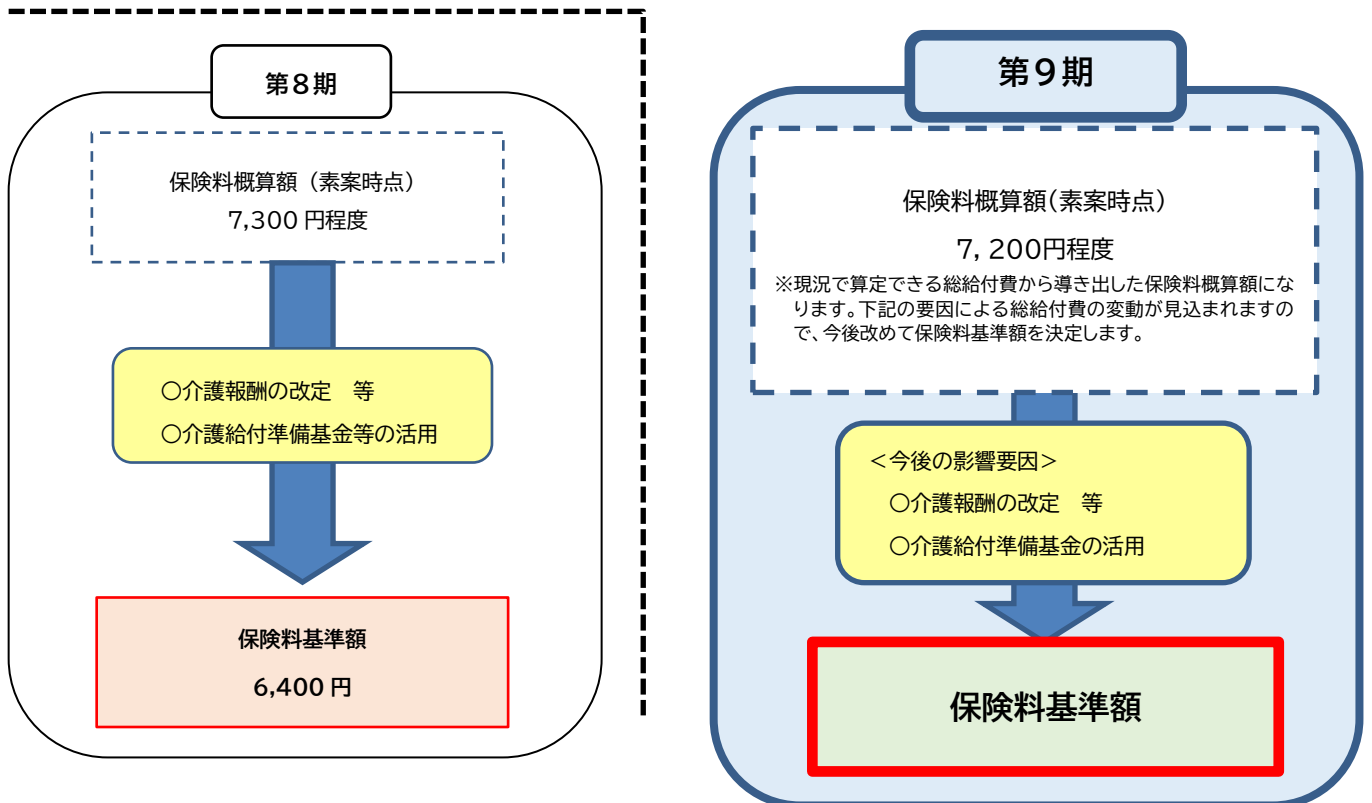 第8期
保険料概算額（素案時点）
7,300 円程度
○介護報酬の改定　等
○介護給付準備基金等の活用
保険料基準額
6,400 円
第9期
保険料概算額(素案時点)
7,200円程度
※現況で算定できる総給付費から導き出した保険料概算額にな
ります。下記の要因による総給付費の変動が見込まれますの
で、今後改めて保険料基準額を決定します。
＜今後の影響要因＞
○介護報酬の改定　等
○介護給付準備基金の活用
保険料基準額